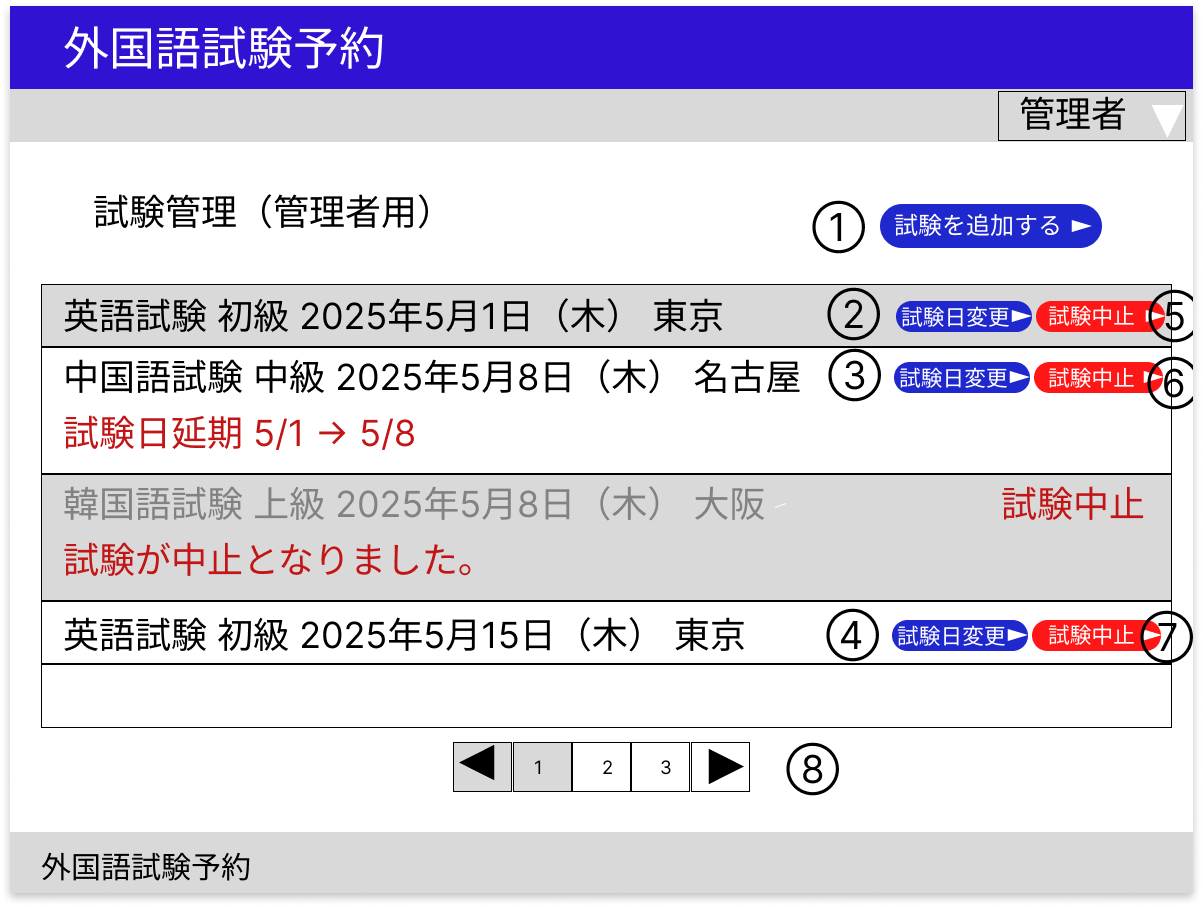 外国語試験予約
管理者 ▼
試験管理（管理者用）
① 試験を追加する ►
英語試験 初級 2025年5月1日（木） 東京 ② 試験日変更► 試験中止 ► ⑤
中国語試験 中級 2025年5月8日（木） 名古屋 ③ 試験日変更► 試験中止 ► ⑥
試験日延期 5/1 → 5/8
韓国語試験 上級 2025年5月8日（木） 大阪 試験中止
試験が中止となりました。
英語試験 初級 2025年5月15日（木） 東京 ④ 試験日変更► 試験中止 ► ⑦
◀ 1 2 3 ▶ ⑧
外国語試験予約